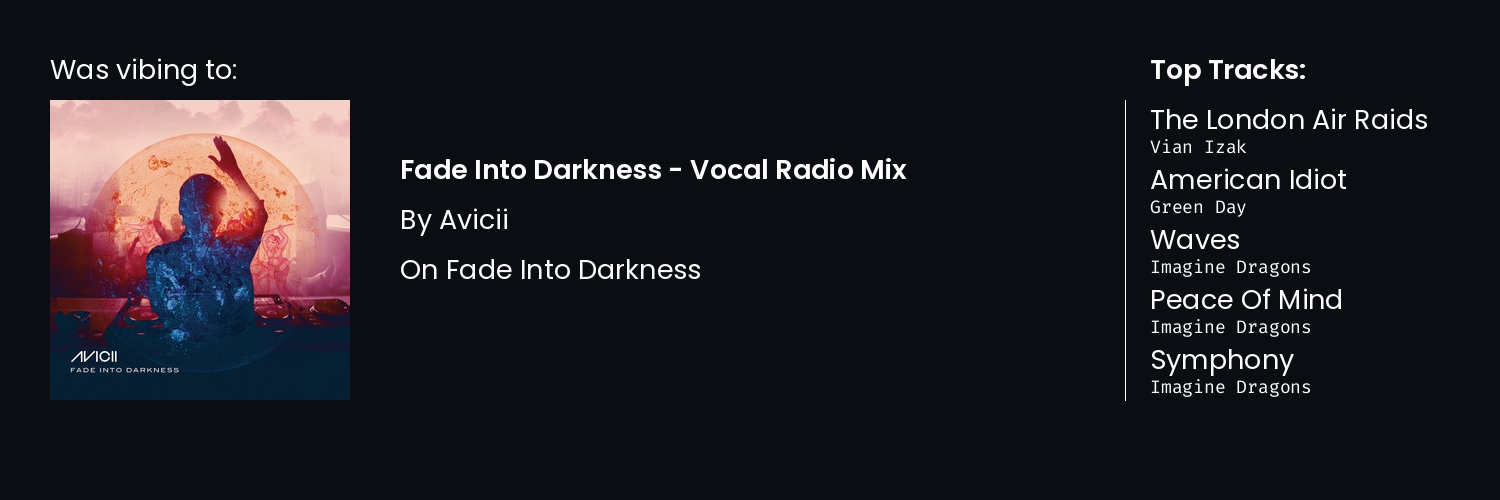 Was vibing to:
AVICII
FADE INTO DARKNESS
Fade Into Darkness - Vocal Radio Mix
By Avicii
On Fade Into Darkness
Top Tracks:
The London Air Raids
Vian Izak
American Idiot
Green Day
Waves
Imagine Dragons
Peace Of Mind
Imagine Dragons
Symphony
Imagine Dragons